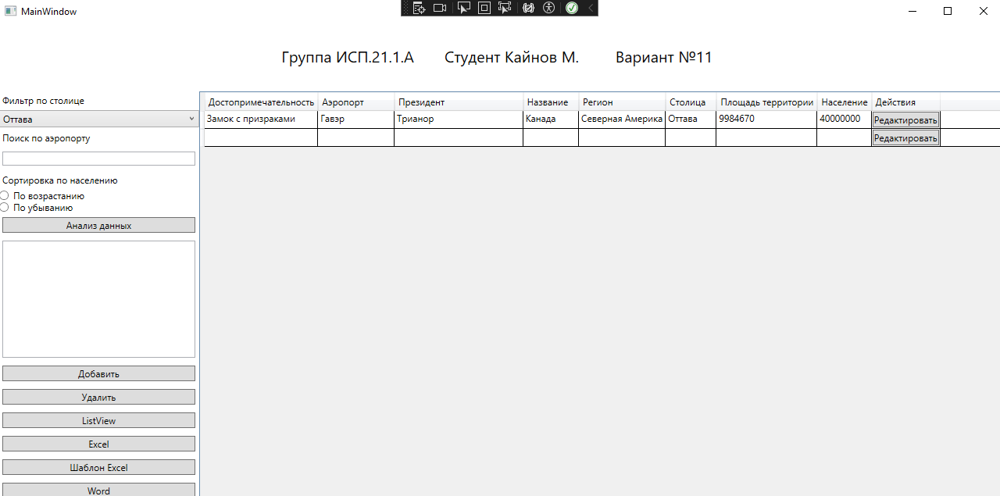 MainWindow
Группа ИСП.21.1.А Студент Кайнов М. Вариант №11
Фильтр по столице
Оттава
Поиск по аэропорту
Сортировка по населению
По возрастанию
По убыванию
Анализ данных
Добавить
Удалить
ListView
Excel
Шаблон Excel
Word
Достопримечательность Аэропорт Президент Название Регион Столица Площадь территории Население Действия
Замок с призраками Гавэр Трианор Канада Северная Америка Оттава 9984670 40000000 Редактировать
Редактировать